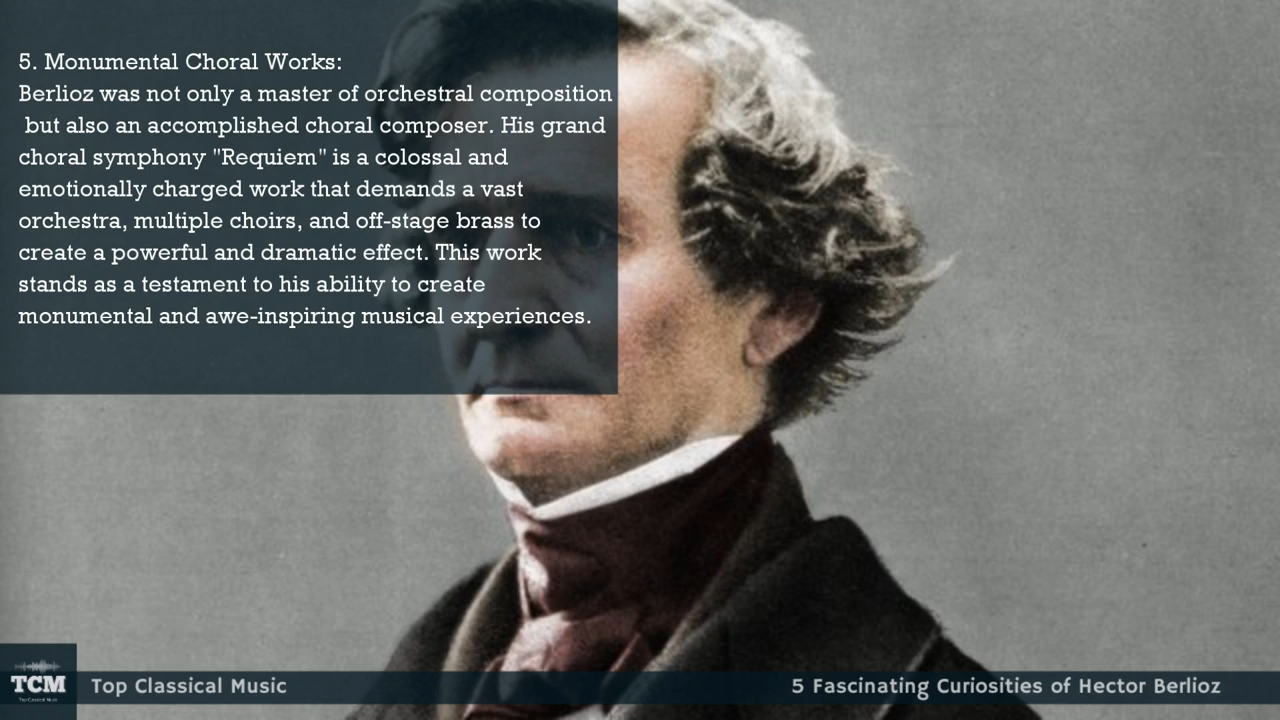 5. Monumental Choral Works:
Berlioz was not only a master of orchestral composition
but also an accomplished choral composer. His grand
choral symphony "Requiem" is a colossal and
emotionally charged work that demands a vast
orchestra, multiple choirs, and off-stage brass to
create a powerful and dramatic effect. This work
stands as a testament to his ability to create
monumental and awe-inspiring musical experiences.
TCM
Top Classical Music
Top Classical Music
5 Fascinating Curiosities of Hector Berlioz